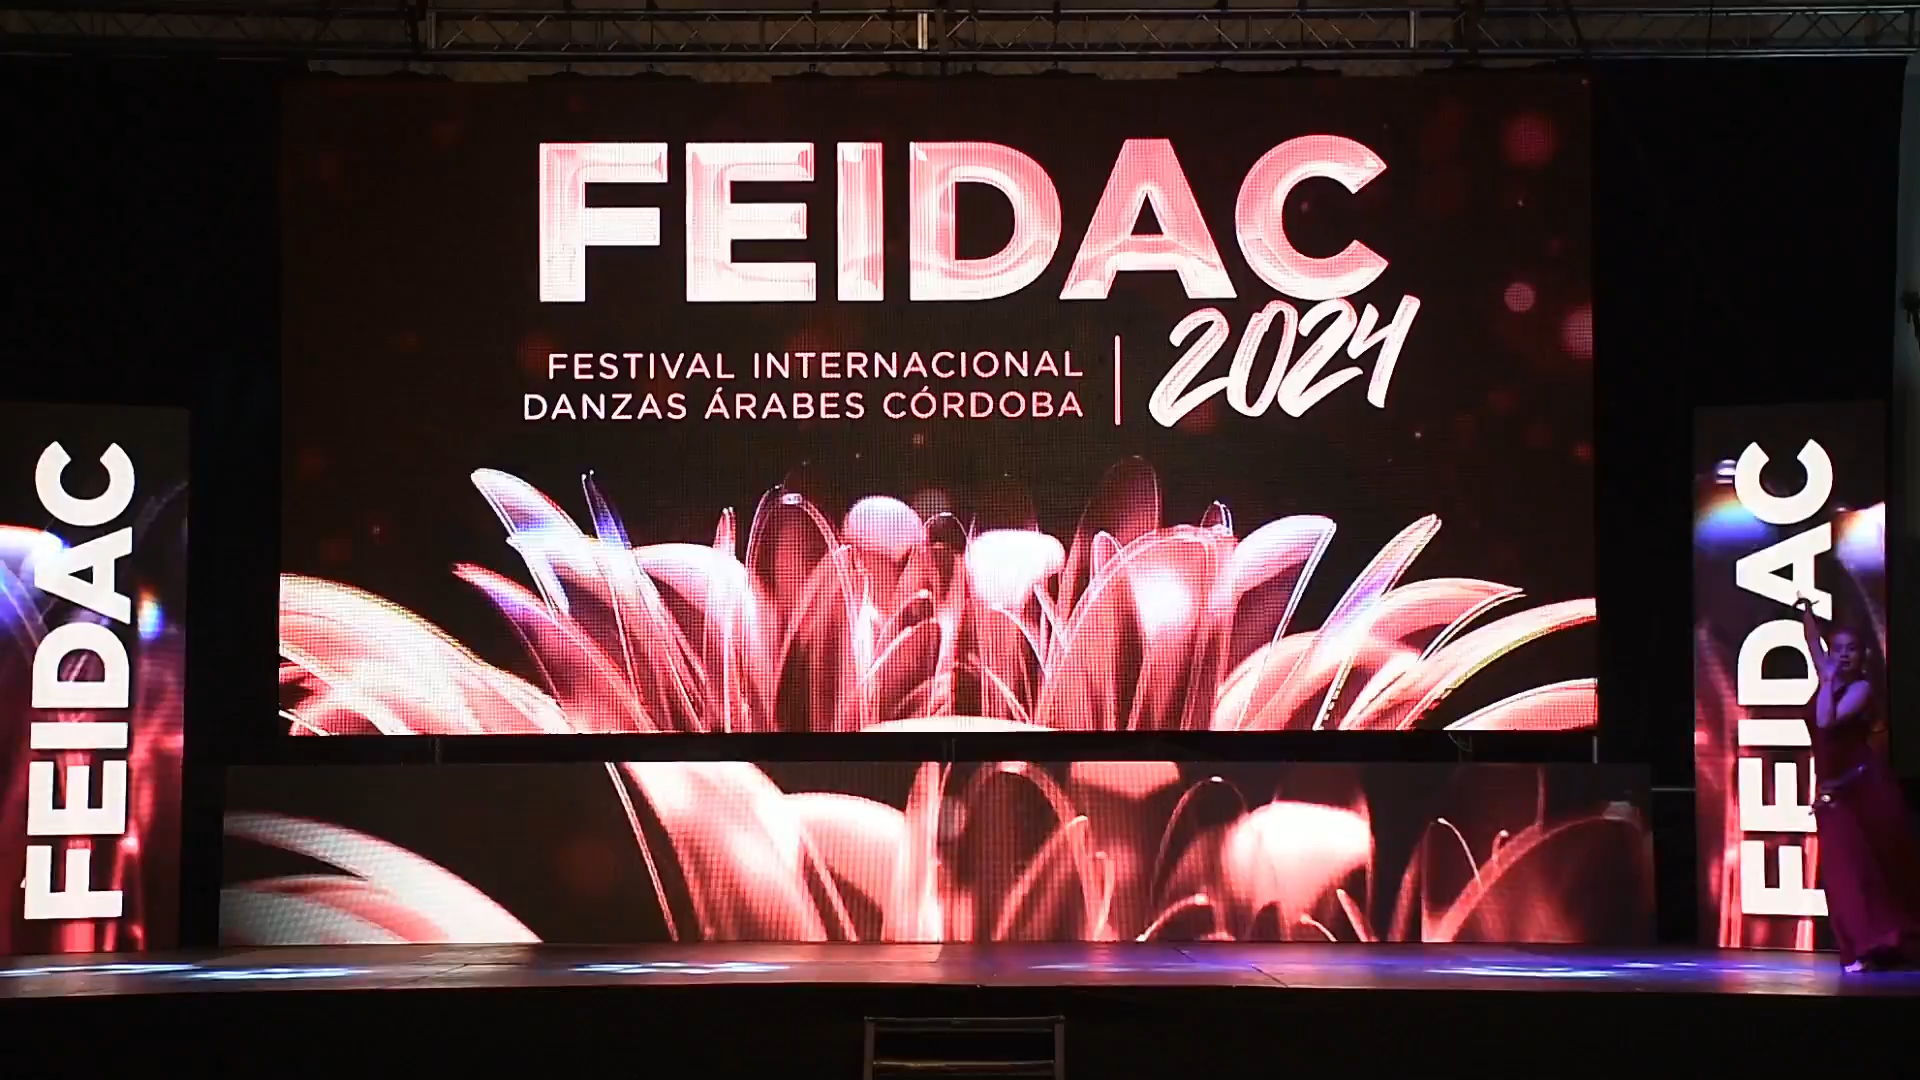 FEIDAC
2024
FESTIVAL INTERNACIONAL
DANZAS ÁRABES CÓRDOBA
FEIDAC
FEIDAC